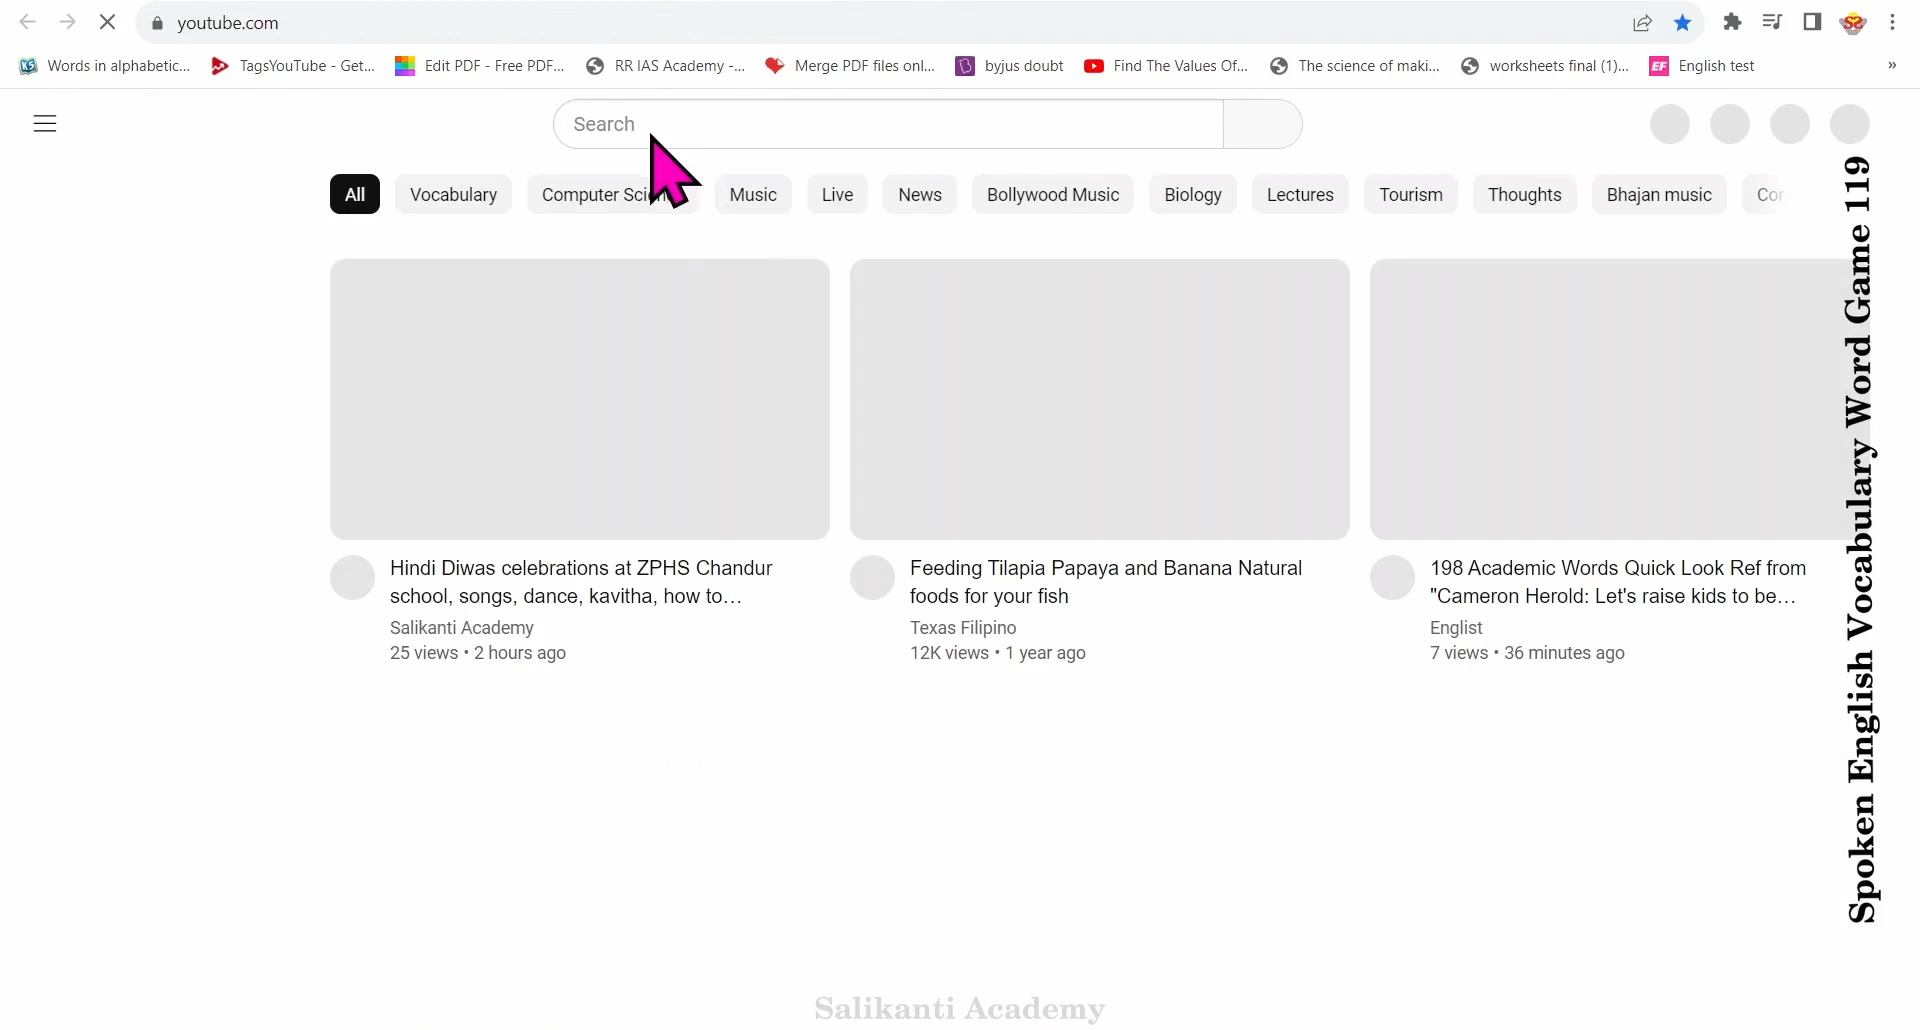 youtube.com
Words in alphabetic...
TagsYouTube - Get...
Edit PDF - Free PDF...
RR IAS Academy -...
Merge PDF files onl...
byjus doubt
Find The Values Of...
The science of maki...
worksheets final (1)...
EF English test
»
Search
All
Vocabulary
Computer Scien
Music
Live
News
Bollywood Music
Biology
Lectures
Tourism
Thoughts
Bhajan music
Hindi Diwas celebrations at ZPHS Chandur
school, songs, dance, kavitha, how to...
Salikanti Academy
25 views • 2 hours ago
Feeding Tilapia Papaya and Banana Natural
foods for your fish
Texas Filipino
12K views • 1 year ago
198 Academic Words Quick Look Ref from
"Cameron Herold: Let's raise kids to be...
Englist
7 views • 36 minutes ago
Spoken English Vocabulary Word Game 119
Salikanti Academy